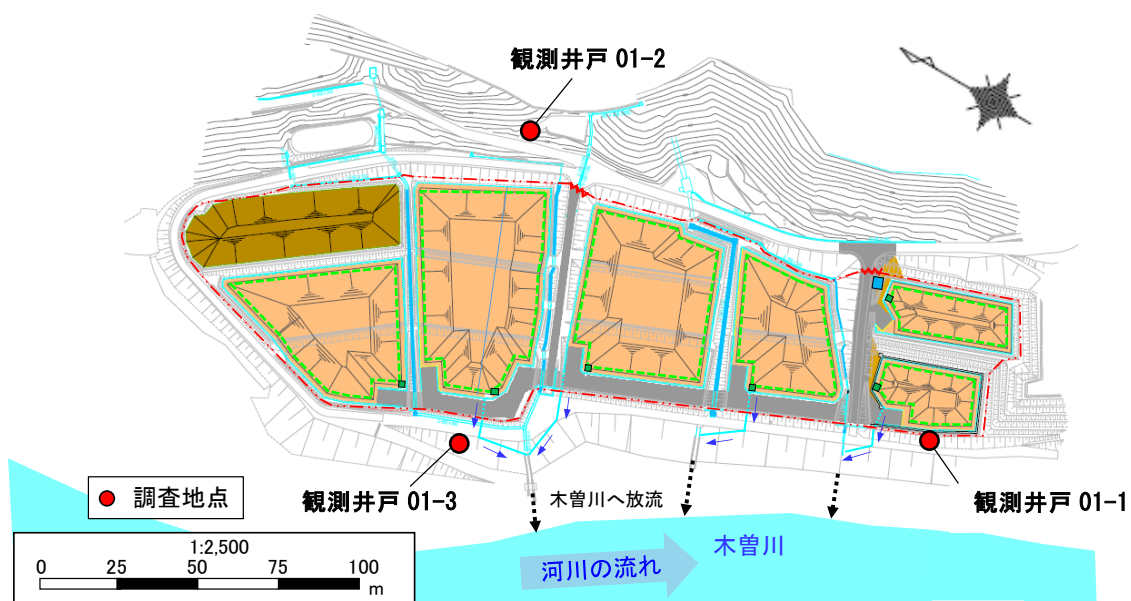 観測井戸 01-2
観測井戸 01-3
木曽川へ放流
観測井戸 01-1
調査地点
木曽川
河川の流れ
1:2,500
0 25 50 75 100
m